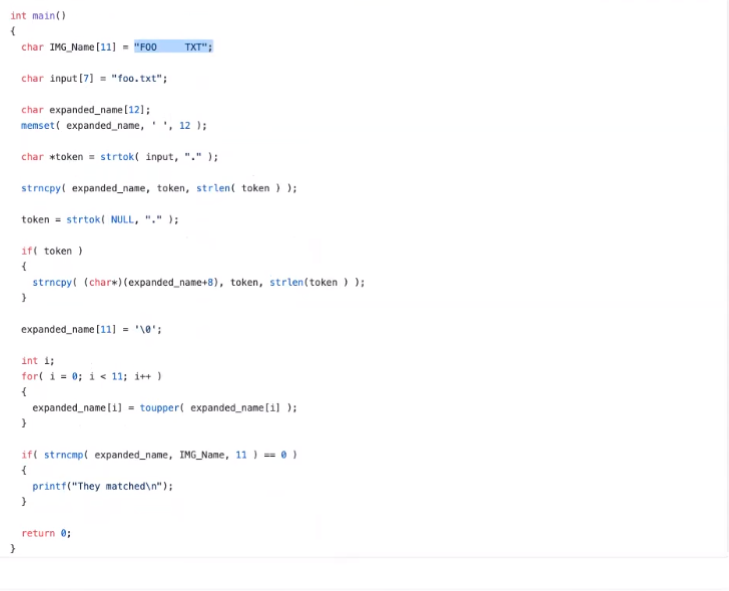 int main()
{
  char IMG_Name[11] = "FOO     TXT";
  char input[7] = "foo.txt";
  char expanded_name[12];
  memset( expanded_name, ' ', 12 );
  char *token = strtok( input, "." );
  strncpy( expanded_name, token, strlen( token ) );
  token = strtok( NULL, "." );
  if( token )
  {
    strncpy( (char*)(expanded_name+8), token, strlen(token ) );
  }
  expanded_name[11] = '\0';
  int i;
  for( i = 0; i < 11; i++ )
  {
    expanded_name[i] = toupper( expanded_name[i] );
  }
  if( strncmp( expanded_name, IMG_Name, 11 ) == 0 )
  {
    printf("They matched\n");
  }
  return 0;
}